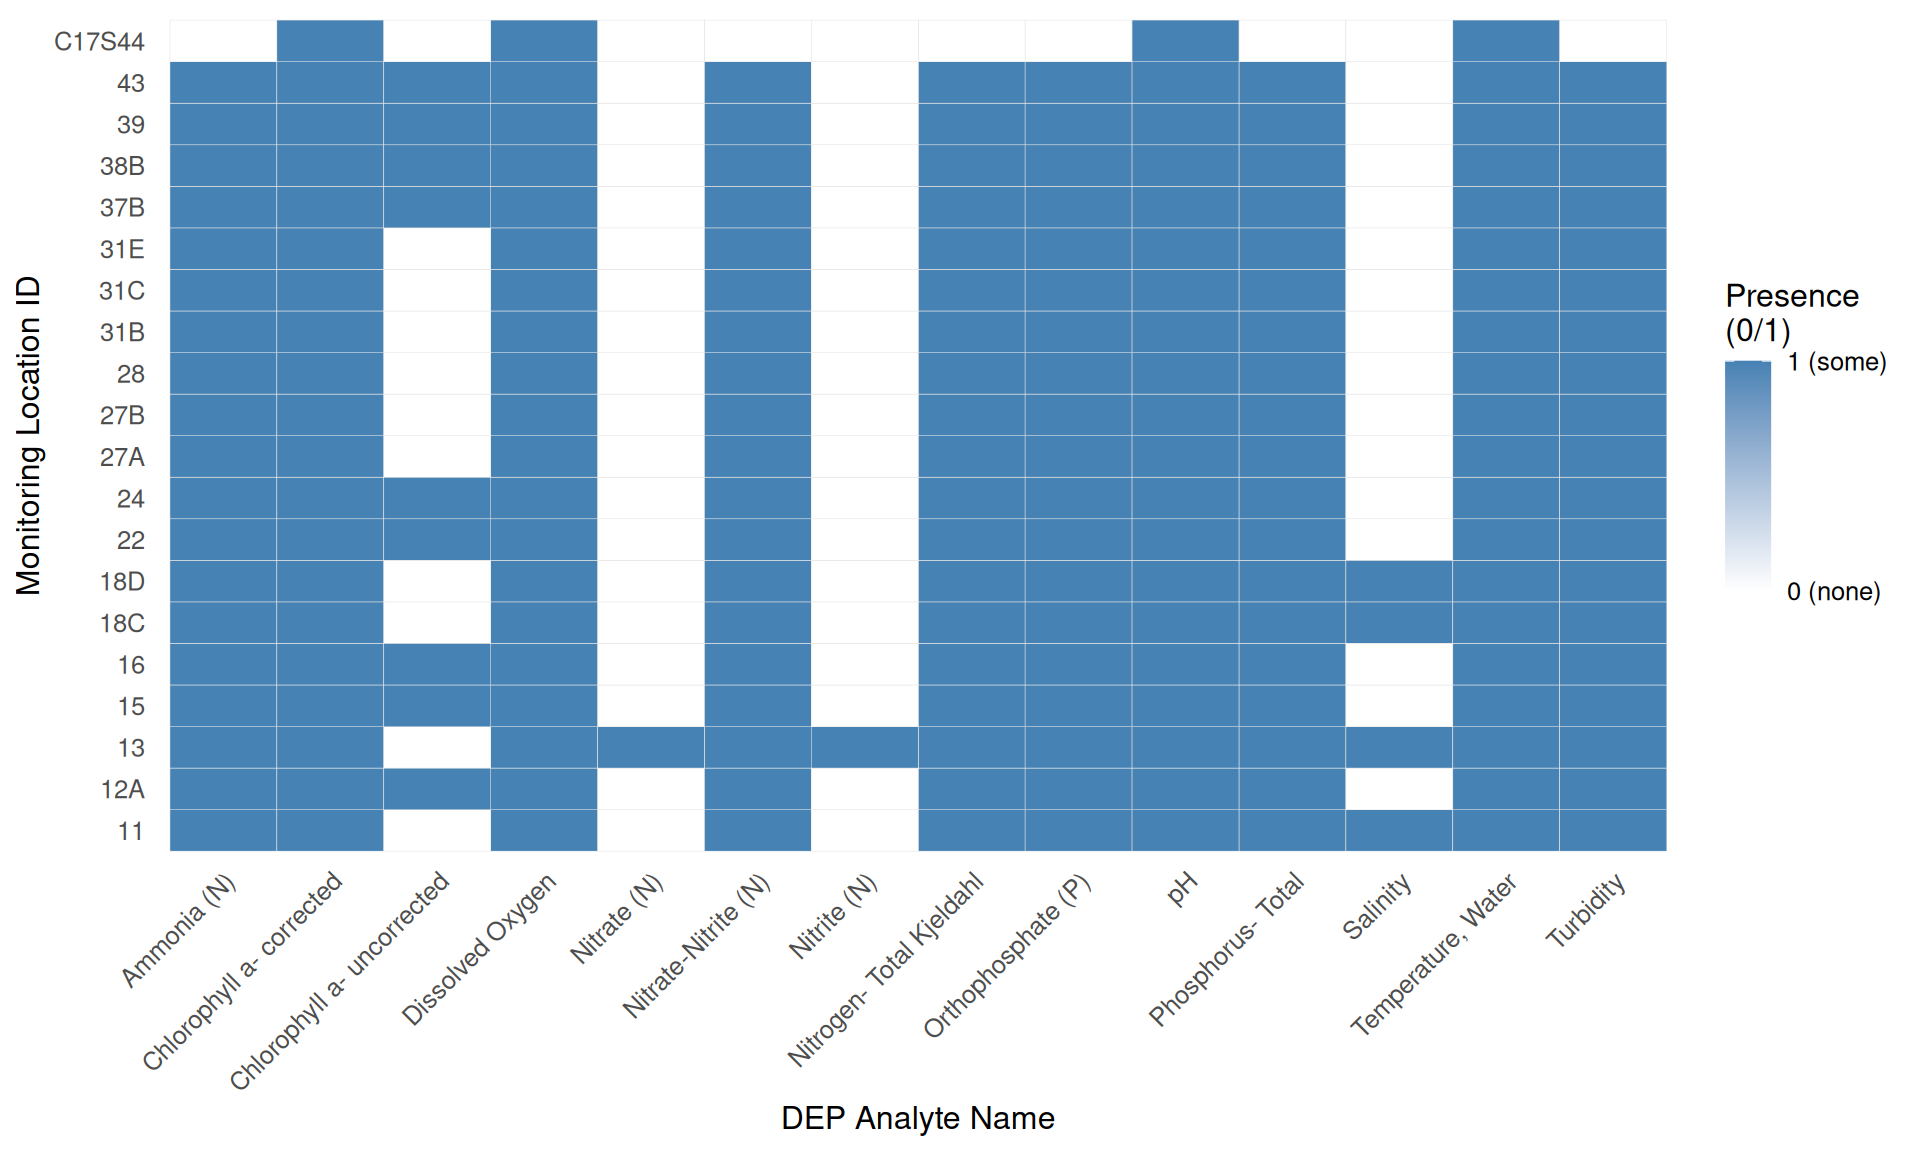 C17S44
43
39
38B
37B
31E
31C
31B
28
27B
27A
24
22
18D
18C
16
15
13
12A
11
Monitoring Location ID
Ammonia (N)
Chlorophyll a- corrected
Chlorophyll a- uncorrected
Dissolved Oxygen
Nitrate (N)
Nitrate-Nitrite (N)
Nitrite (N)
Nitrogen- Total Kjeldahl
Orthophosphate (P)
pH
Phosphorus- Total
Salinity
Temperature, Water
Turbidity
DEP Analyte Name
Presence
(0/1)
1 (some)
0 (none)